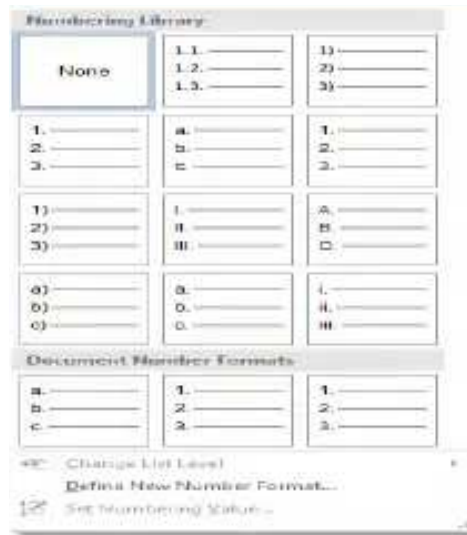 Numbering Library
None
1.1.
1.2.
1.3.
1)
2)
3)
1.
2.
3.
a.
b.
c.
1.
2.
3.
1)
2)
3)
I.
II.
III.
A.
B.
a)
b)
c)
a.
i.
ii.
iii.
Document Number Formats
a.
b.
c.
1.
2.
3.
1.
2.
3.
Change List Level
Define New Number Format...
Set Numbering Value...